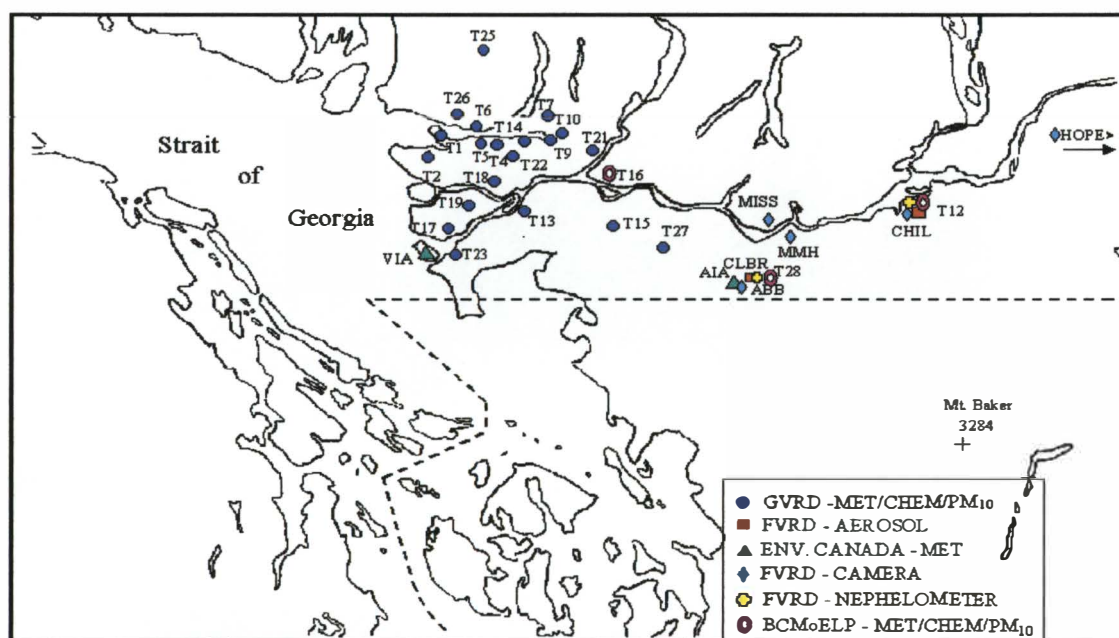 T25
T26
T6
T7
T10
T14
T1
T5
T4
T22
T9
T21
T2
T18
T16
T19
T13
T17
T15
T27
T23
VIA
Strait
of
Georgia
MISS
MMH
CHIL
T12
HOPE
CLBR
AIA
T28
ABB
Mt. Baker
3284
GVRD -MET/CHEM/PM10
FVRD - AEROSOL
ENV. CANADA - MET
FVRD - CAMERA
FVRD - NEPHELOMETER
BCMoELP - MET/CHEM/PM10